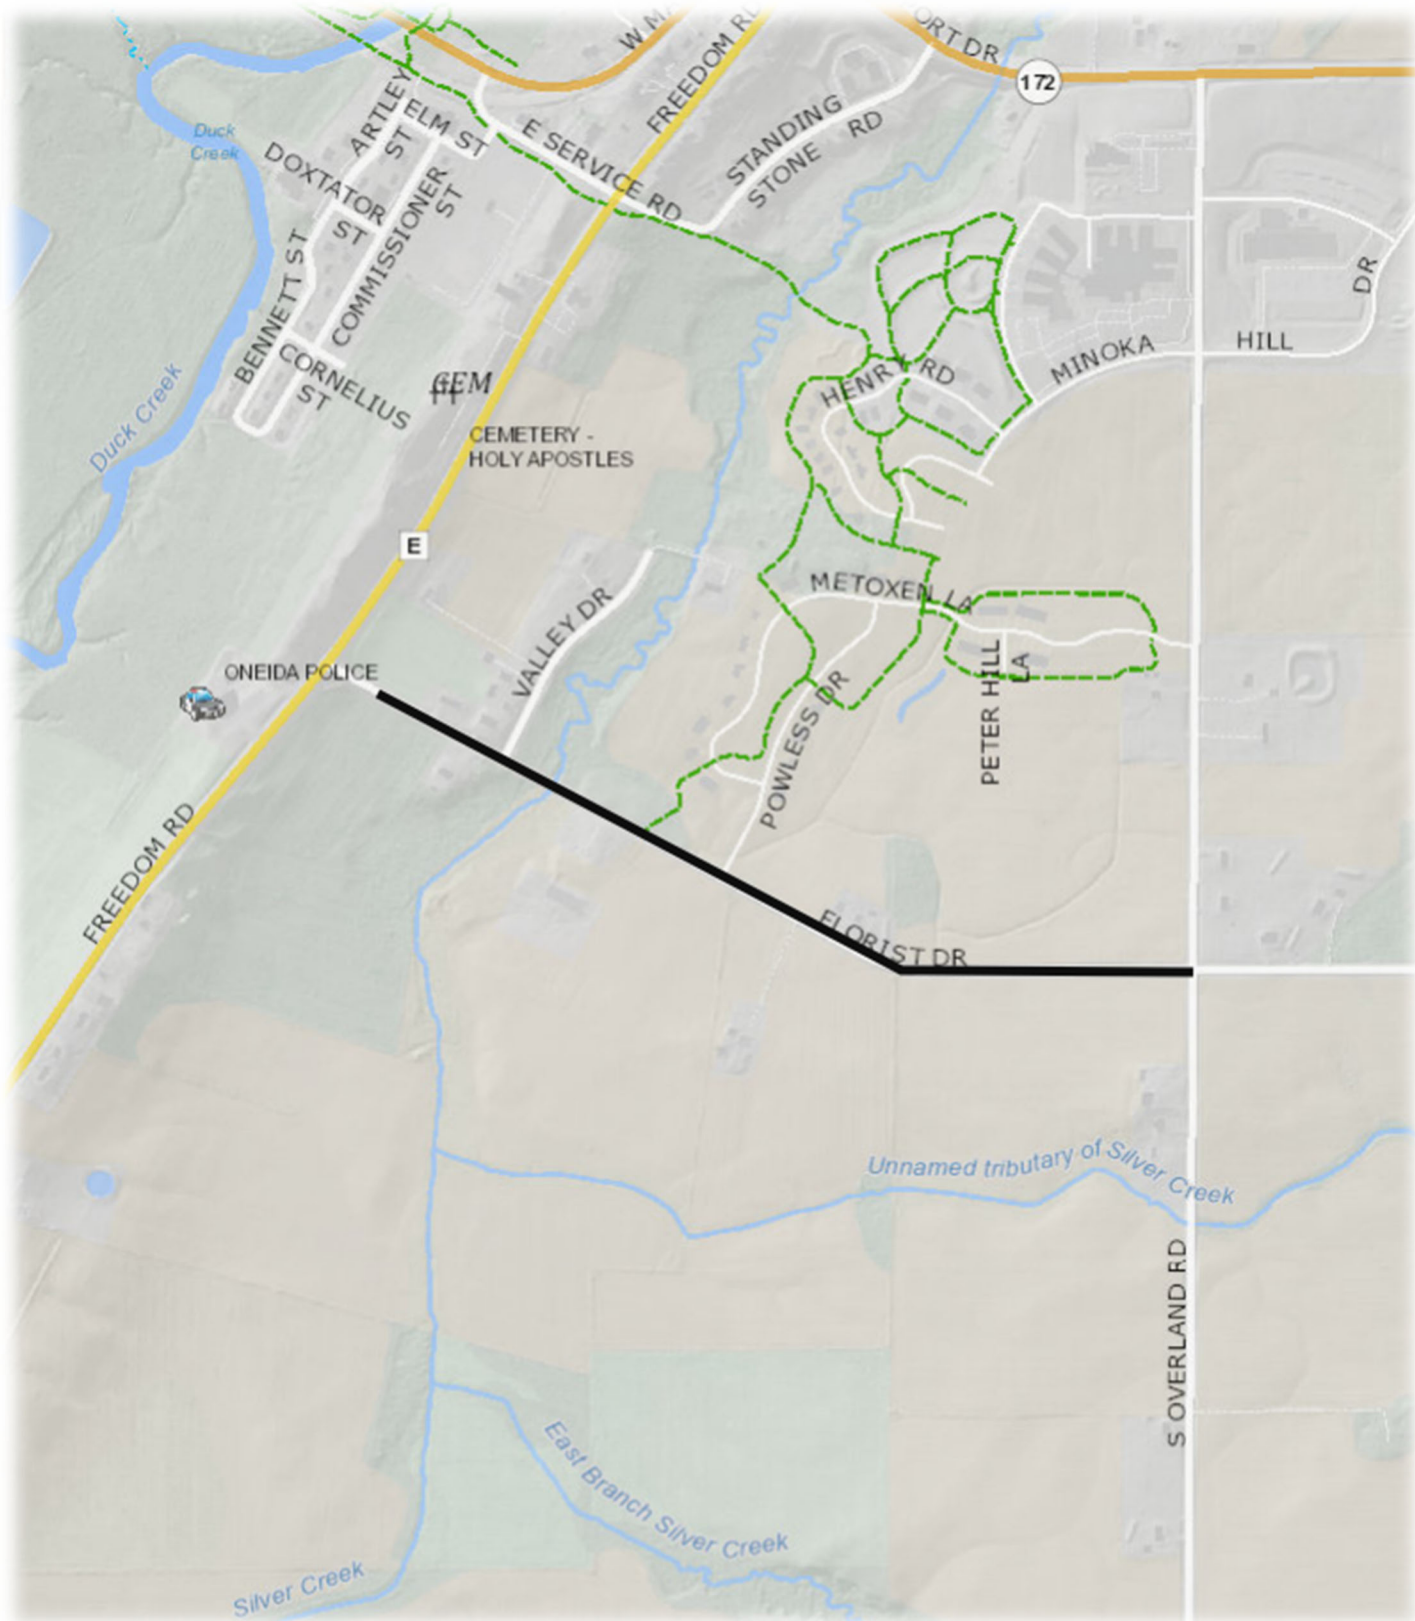 ORT DR
W MA
FREEDOM RD
172
ARTLEY
ST
ELM ST
E SERVICE RD
STANDING
STONE RD
Duck
Creek
DOXTATOR
ST
COMMISSIONER
ST
BENNETT ST
CORNELIUS
ST
DR
HILL
MINOKA
HENRY RD
CEM
Duck Creek
CEMETERY -
HOLY APOSTLES
E
METOXEN LA
VALLEY DR
ONEIDA POLICE
PETER HILL
LA
POWLESS DR
FREEDOM RD
FLORIST DR
Unnamed tributary of Silver Creek
S OVERLAND RD
East Branch Silver Creek
Silver Creek